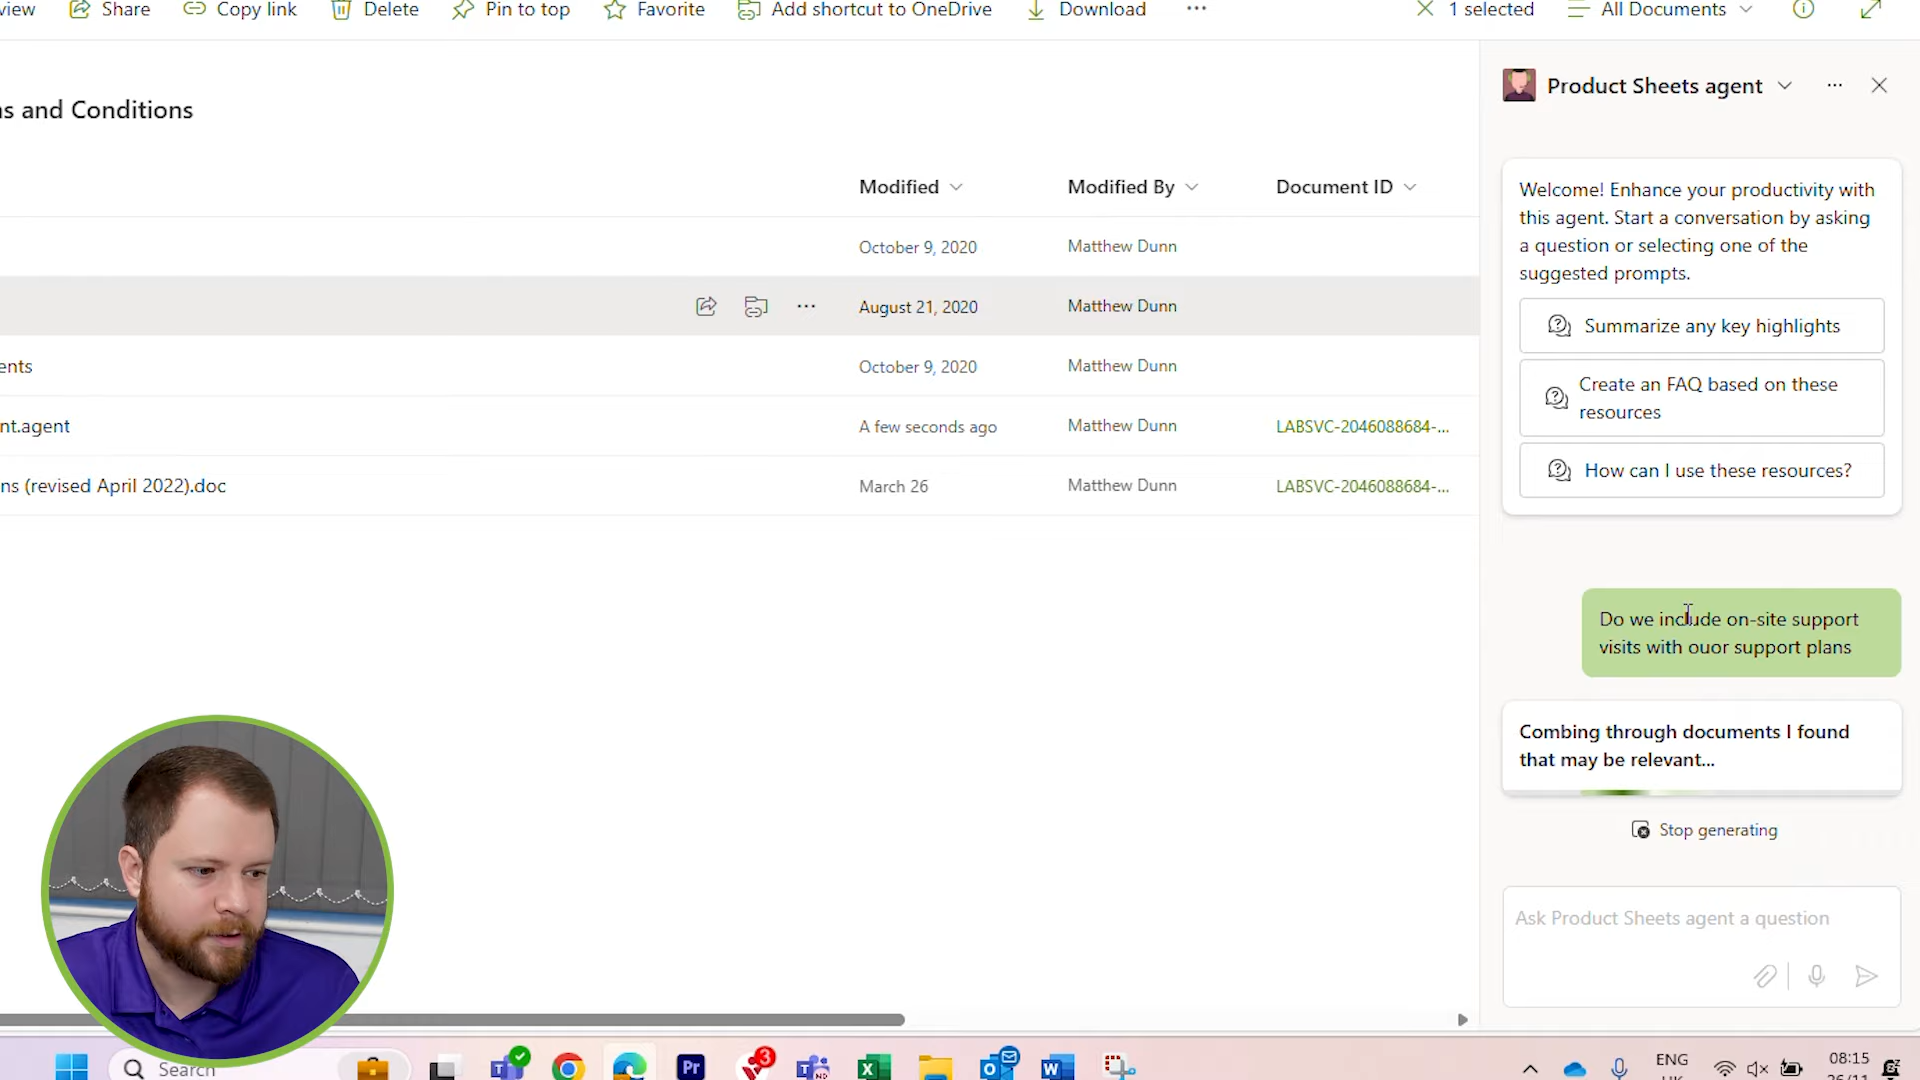 view Share Copy link Delete Pin to top Favorite Add shortcut to OneDrive Download ... 1 selected All Documents
s and Conditions
Modified Modified By Document ID
October 9, 2020 Matthew Dunn
... August 21, 2020 Matthew Dunn
ents October 9, 2020 Matthew Dunn
nt.agent A few seconds ago Matthew Dunn LABSVC-2046088684-...
ns (revised April 2022).doc March 26 Matthew Dunn LABSVC-2046088684-...
Product Sheets agent ...
Welcome! Enhance your productivity with
this agent. Start a conversation by asking
a question or selecting one of the
suggested prompts.
Summarize any key highlights
Create an FAQ based on these
resources
How can I use these resources?
Do we include on-site support
visits with ouor support plans
Combing through documents I found
that may be relevant...
Stop generating
Ask Product Sheets agent a question
Search
Pr
3
ND
ENG
08:15